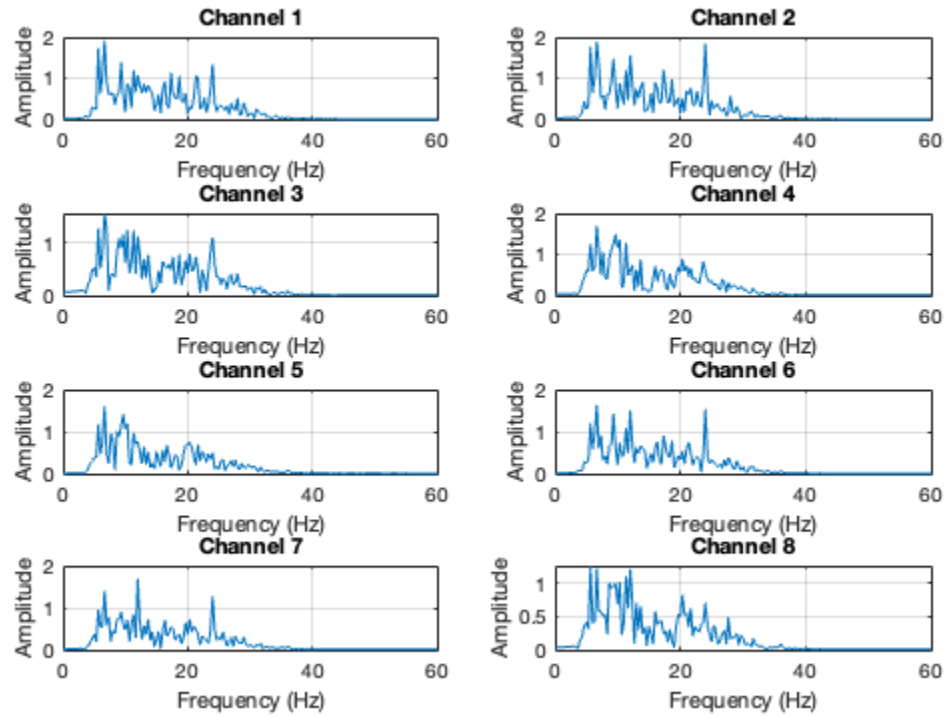 Channel 1
Amplitude
2
1
0
0 20 40 60
Frequency (Hz)
Channel 2
Amplitude
2
1
0
0 20 40 60
Frequency (Hz)
Channel 3
Amplitude
1
0
0 20 40 60
Frequency (Hz)
Channel 4
Amplitude
2
1
0
0 20 40 60
Frequency (Hz)
Channel 5
Amplitude
2
1
0
0 20 40 60
Frequency (Hz)
Channel 6
Amplitude
2
1
0
0 20 40 60
Frequency (Hz)
Channel 7
Amplitude
2
1
0
0 20 40 60
Frequency (Hz)
Channel 8
Amplitude
1
0.5
0
0 20 40 60
Frequency (Hz)